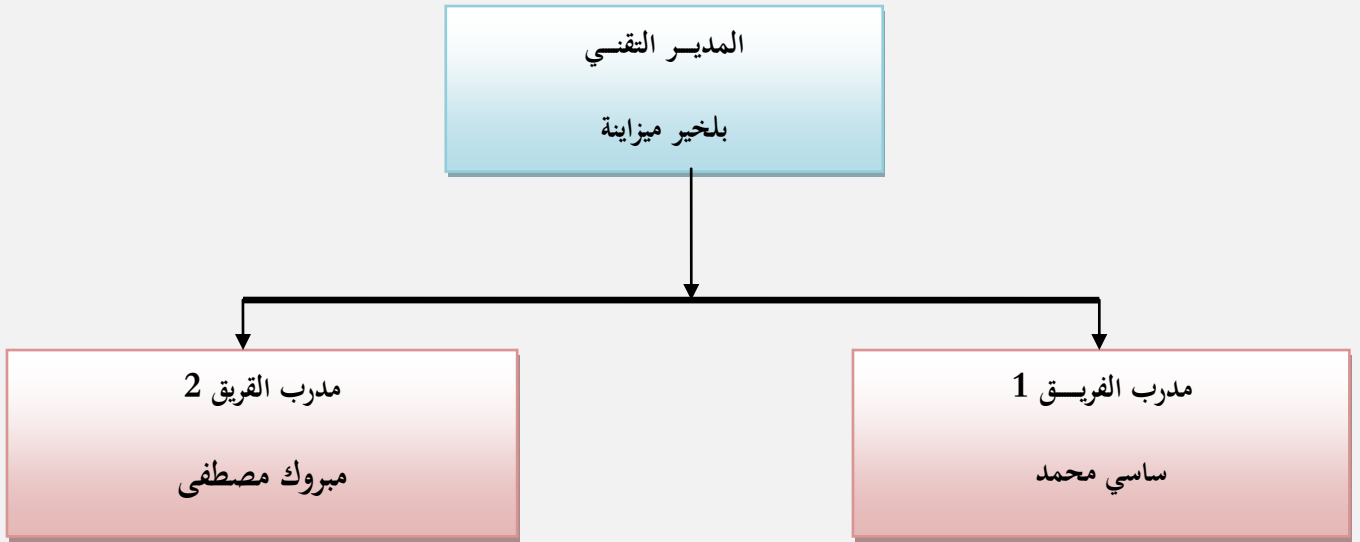 المديـــر التقنـــي
بلخير ميزاينة
مدرب الفريـــق 1
ساسي محمد
مدرب القريق 2
مبروك مصطفى